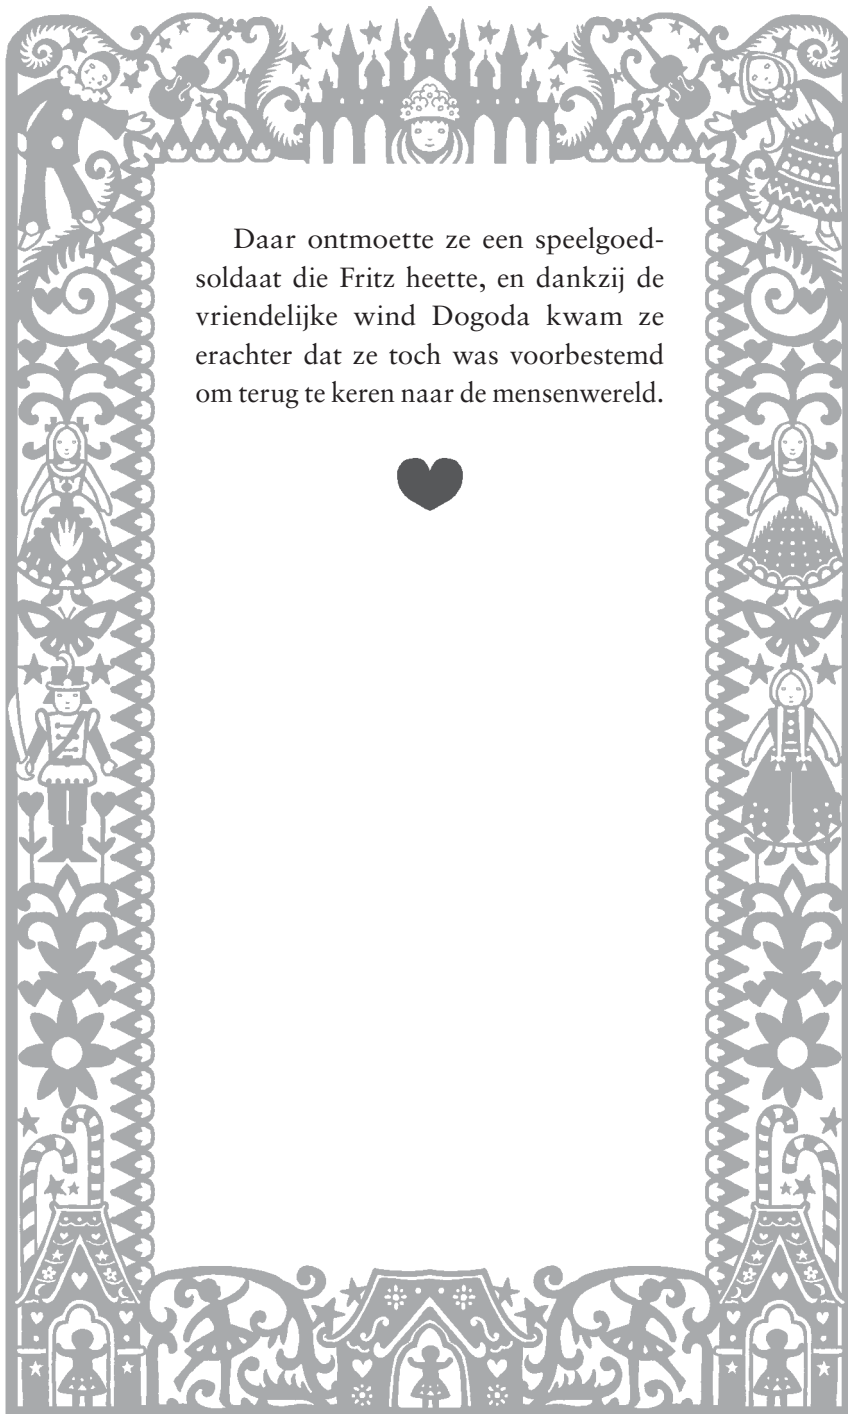 Daar ontmoette ze een speelgoed-
soldaat die Fritz heette, en dankzij de
vriendelijke wind Dogoda kwam ze
erachter dat ze toch was voorbestemd
om terug te keren naar de mensenwereld.